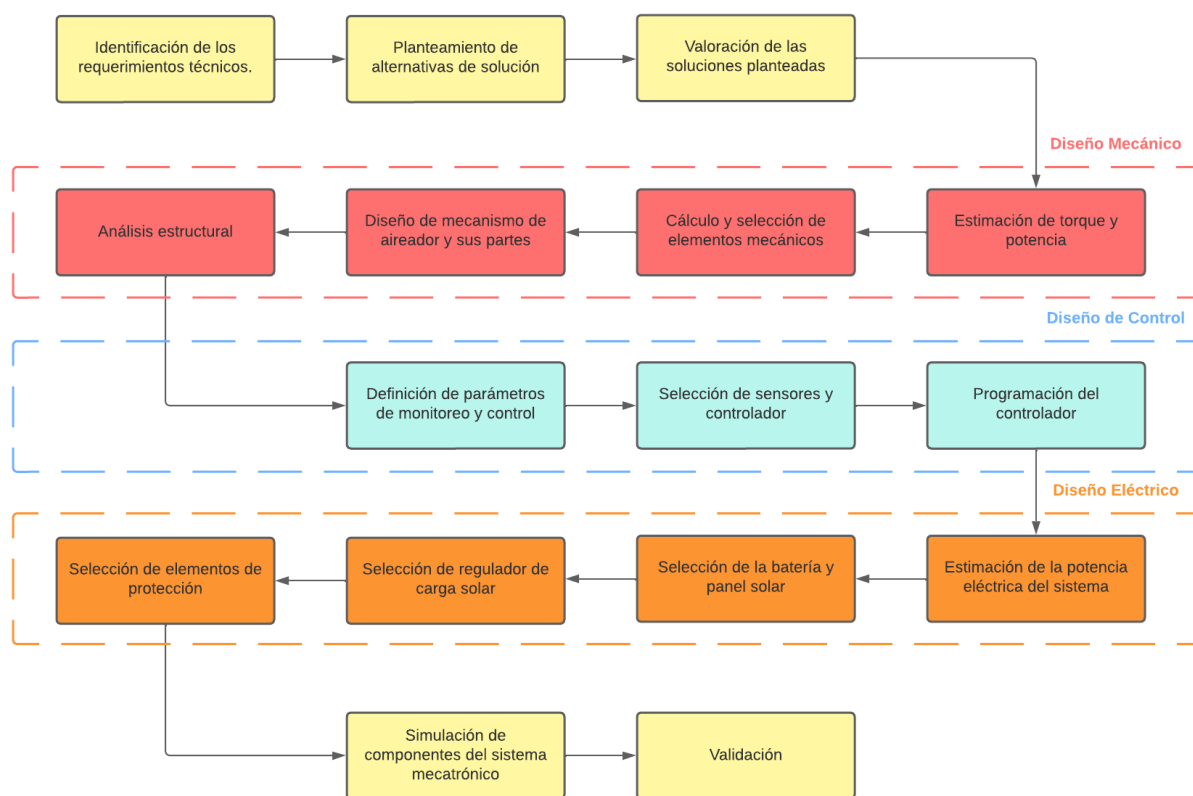 Identificación de los
requerimientos técnicos.
Planteamiento de
alternativas de solución
Valoración de las
soluciones planteadas
Diseño Mecánico
Análisis estructural
Diseño de mecanismo de
aireador y sus partes
Cálculo y selección de
elementos mecánicos
Estimación de torque y
potencia
Diseño de Control
Definición de parámetros
de monitoreo y control
Selección de sensores y
controlador
Programación del
controlador
Diseño Eléctrico
Selección de elementos de
protección
Selección de regulador de
carga solar
Selección de la batería y
panel solar
Estimación de la potencia
eléctrica del sistema
Simulación de
componentes del sistema
mecatrónico
Validación